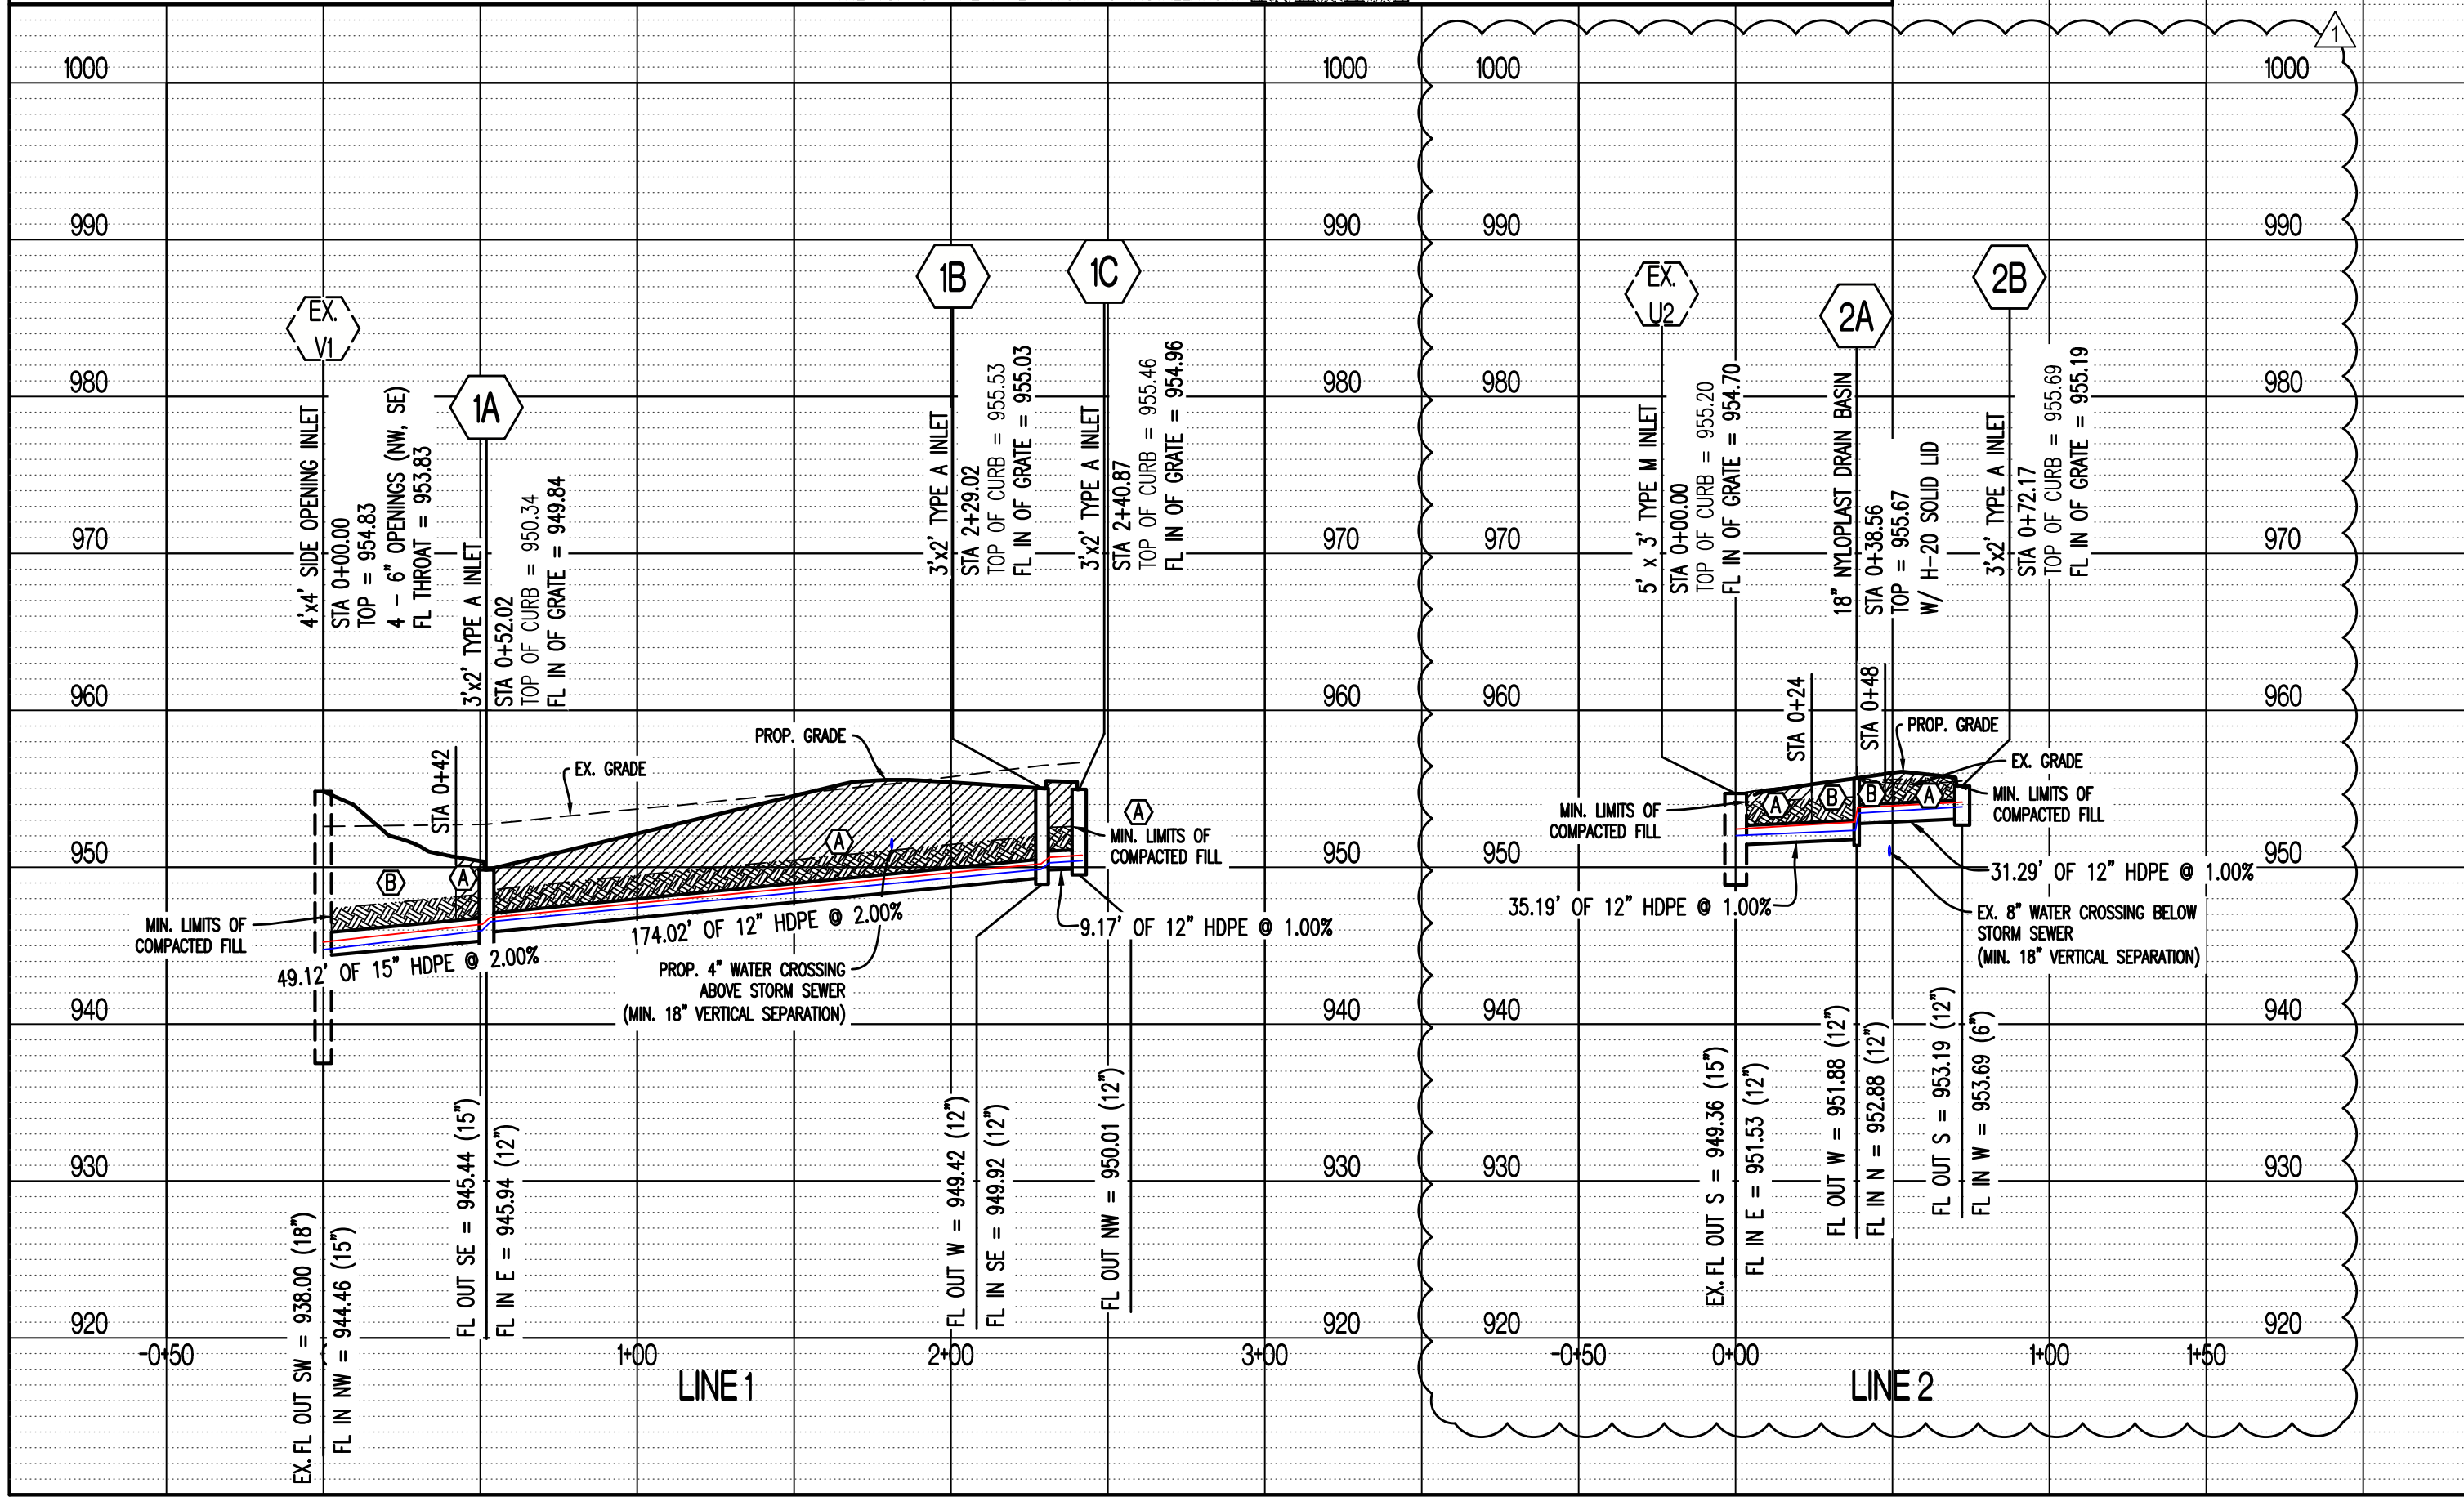 1000
1000
1000
1000
1
990
990
990
990
980
980
980
980
970
970
970
970
960
960
960
960
950
950
950
940
940
940
930
930
930
920
920
920
920
EX.
V1
4'x4' SIDE OPENING INLET
STA 0+00.00
TOP = 954.83
4 - 6" OPENINGS (NW, SE)
FL THROAT = 953.83
1A
3'x2' TYPE A INLET
STA 0+52.02
TOP OF CURB = 950.34
FL IN OF GRATE = 949.84
1B
3'x2' TYPE A INLET
STA 2+29.02
TOP OF CURB = 955.53
FL IN OF GRATE = 955.03
1C
3'x2' TYPE A INLET
STA 2+40.87
TOP OF CURB = 955.46
FL IN OF GRATE = 954.96
EX.
U2
5' x 3' TYPE M INLET
STA 0+00.00
TOP OF CURB = 955.20
FL IN OF GRATE = 954.70
2A
18" NYLOPLAST DRAIN BASIN
STA 0+38.56
TOP = 955.67
W/ H-20 SOLID LID
2B
3'x2' TYPE A INLET
STA 0+72.17
TOP OF CURB = 955.69
FL IN OF GRATE = 955.19
STA 0+42
EX. GRADE
PROP. GRADE
A
B
A
A
MIN. LIMITS OF
COMPACTED FILL
MIN. LIMITS OF
COMPACTED FILL
49.12' OF 15" HDPE @ 2.00%
174.02' OF 12" HDPE @ 2.00%
PROP. 4" WATER CROSSING
ABOVE STORM SEWER
(MIN. 18" VERTICAL SEPARATION)
9.17' OF 12" HDPE @ 1.00%
STA 0+24
STA 0+48
PROP. GRADE
EX. GRADE
A
B
B
A
MIN. LIMITS OF
COMPACTED FILL
MIN. LIMITS OF
COMPACTED FILL
35.19' OF 12" HDPE @ 1.00%
31.29' OF 12" HDPE @ 1.00%
EX. 8" WATER CROSSING BELOW
STORM SEWER
(MIN. 18" VERTICAL SEPARATION)
EX. FL OUT SW = 938.00 (18")
FL IN NW = 944.46 (15")
FL OUT SE = 945.44 (15")
FL IN E = 945.94 (12")
FL OUT W = 949.42 (12")
FL IN SE = 949.92 (12")
FL OUT NW = 950.01 (12")
EX. FL OUT S = 949.36 (15")
FL IN E = 951.53 (12")
FL OUT W = 951.88 (12")
FL IN N = 952.88 (12")
FL OUT S = 953.19 (12")
FL IN W = 953.69 (6")
-0+50
1+00
2+00
3+00
-0+50
0+00
1+00
1+50
LINE 1
LINE 2